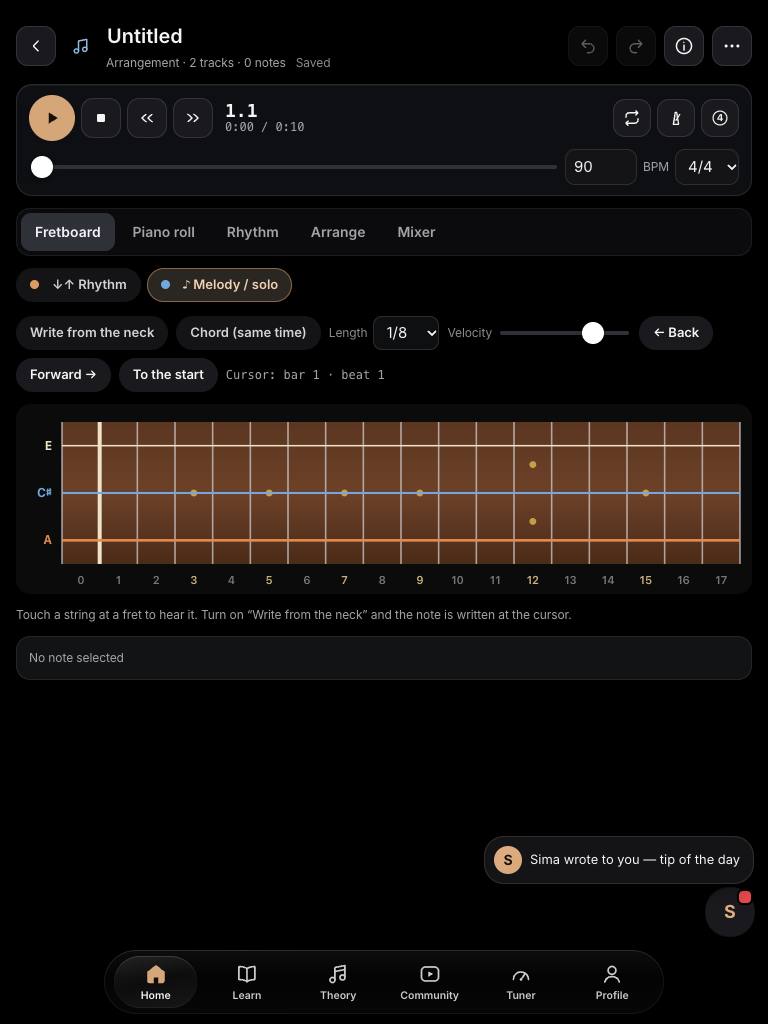 Untitled
Arrangement · 2 tracks · 0 notes Saved
1.1
0:00 / 0:10
4
90 BPM 4/4
Fretboard Piano roll Rhythm Arrange Mixer
↓↑ Rhythm ♪ Melody / solo
Write from the neck Chord (same time) Length 1/8 Velocity ← Back
Forward → To the start Cursor: bar 1 · beat 1
E
C#
A
0 1 2 3 4 5 6 7 8 9 10 11 12 13 14 15 16 17
Touch a string at a fret to hear it. Turn on “Write from the neck” and the note is written at the cursor.
No note selected
S Sima wrote to you — tip of the day
S
Home Learn Theory Community Tuner Profile